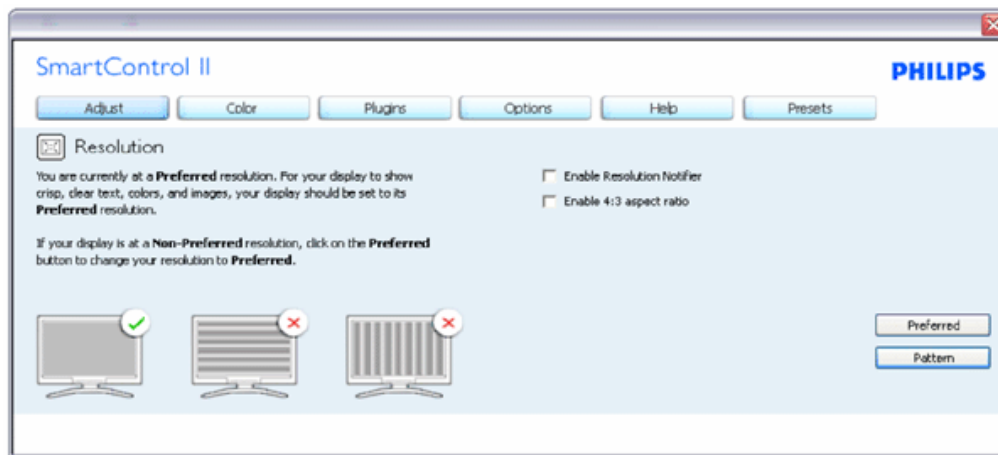 SmartControl II
PHILIPS
Adjust Color Plugins Options Help Presets
Resolution
You are currently at a Preferred resolution. For your display to show
crisp, clear text, colors, and images, your display should be set to its
Preferred resolution.
If your display is at a Non-Preferred resolution, click on the Preferred
button to change your resolution to Preferred.
Enable Resolution Notifier
Enable 4:3 aspect ratio
Preferred
Pattern